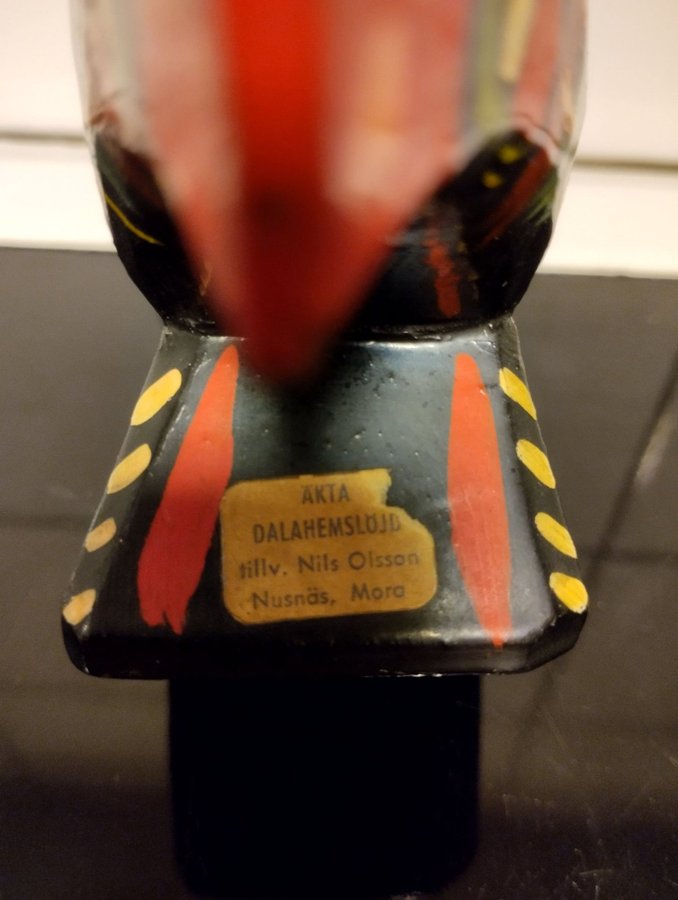 ÄKTA
DALAHEMSLÖJD
tillv. Nils Olsson
Nusnäs, Mora